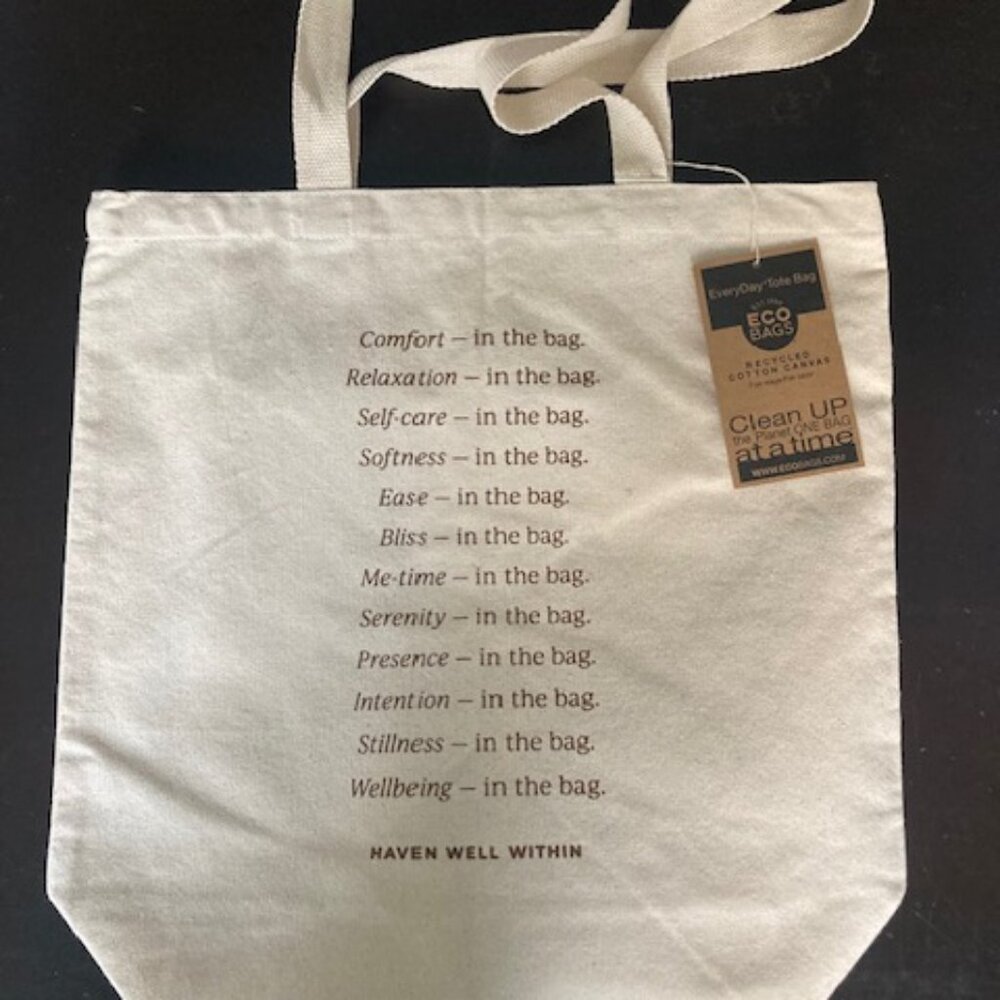 Comfort – in the bag.
Relaxation – in the bag.
Self-care – in the bag.
Softness – in the bag.
Ease – in the bag.
Bliss – in the bag.
Me-time – in the bag.
Serenity – in the bag.
Presence – in the bag.
Intention – in the bag.
Stillness – in the bag.
Wellbeing – in the bag.
HAVEN WELL WITHIN
EveryDay® Tote Bag
ECO
BAGS
RECYCLED
COTTON CANVAS
Clean UP
the Planet ONE BAG
at a time
WWW.ECOBAGS.COM